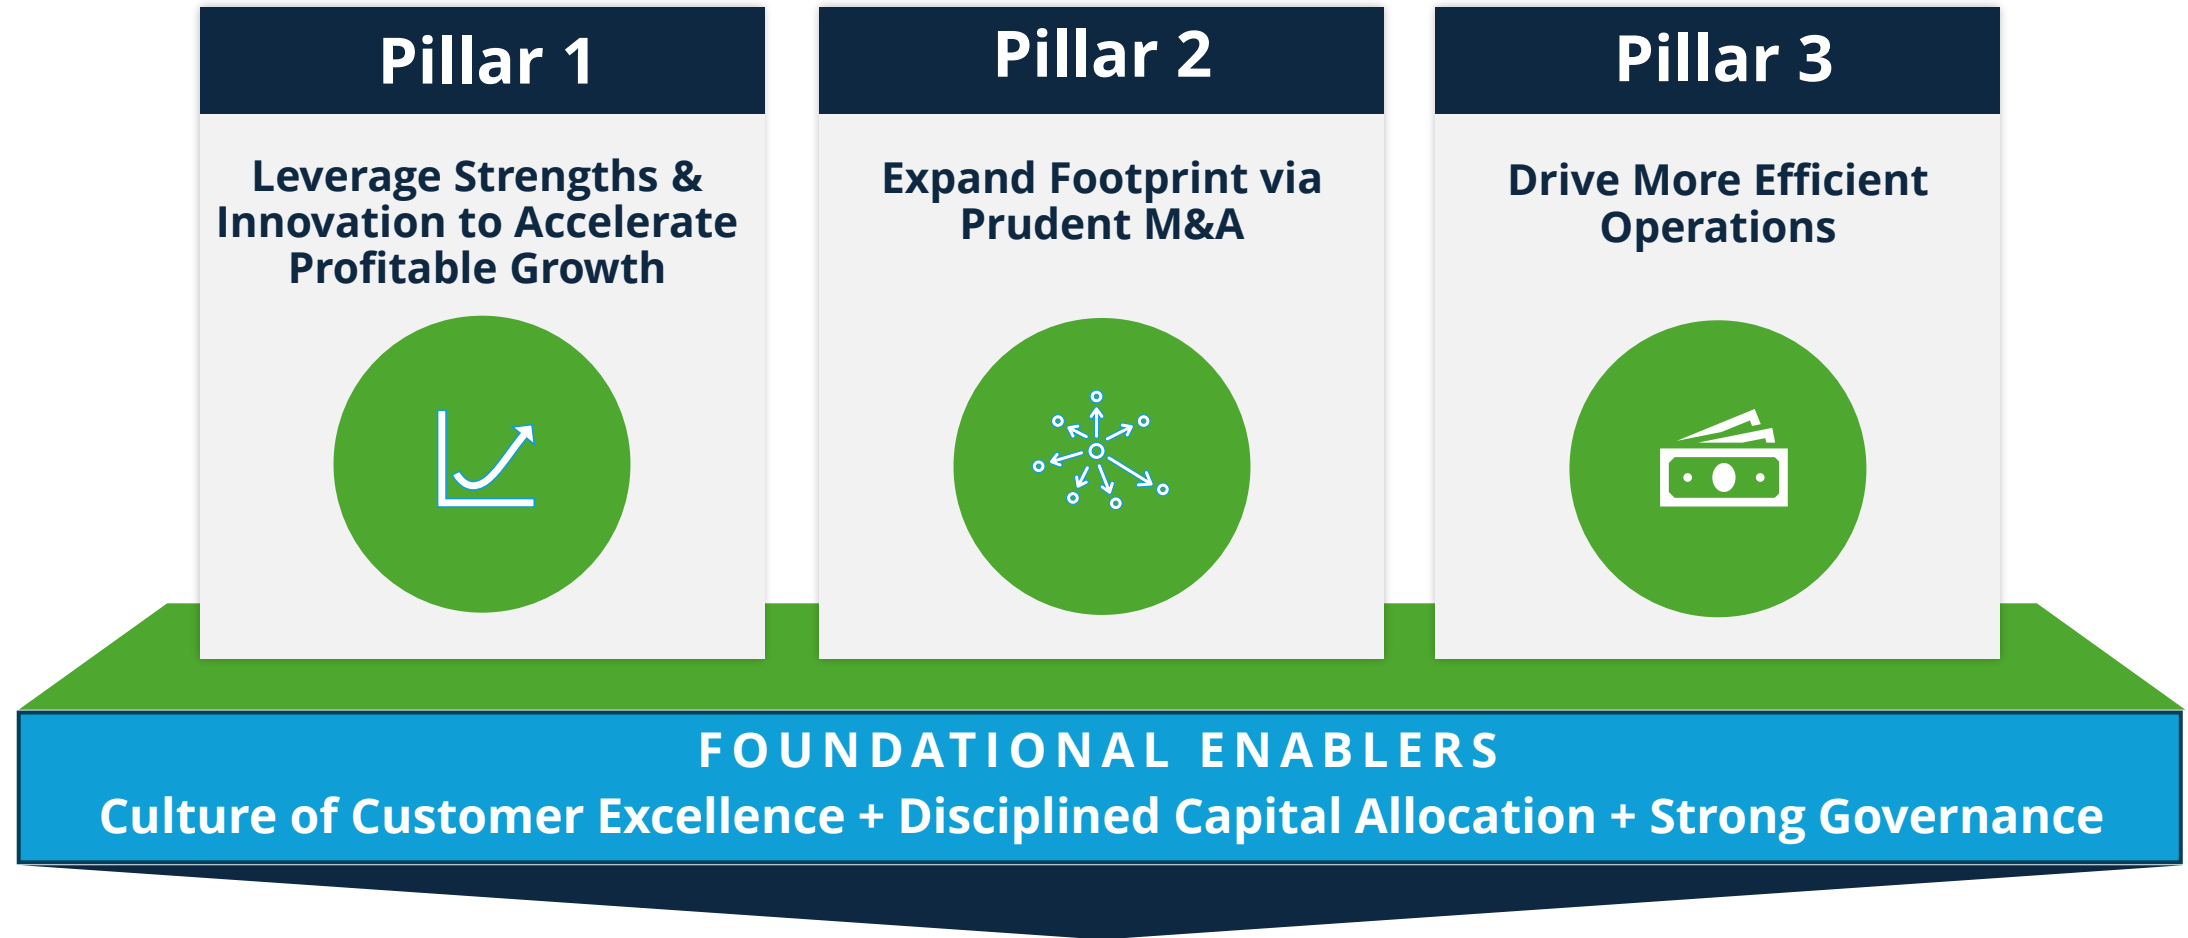 Pillar 1
Leverage Strengths &
Innovation to Accelerate
Profitable Growth
Pillar 2
Expand Footprint via
Prudent M&A
Pillar 3
Drive More Efficient
Operations
FOUNDATIONAL ENABLERS
Culture of Customer Excellence + Disciplined Capital Allocation + Strong Governance